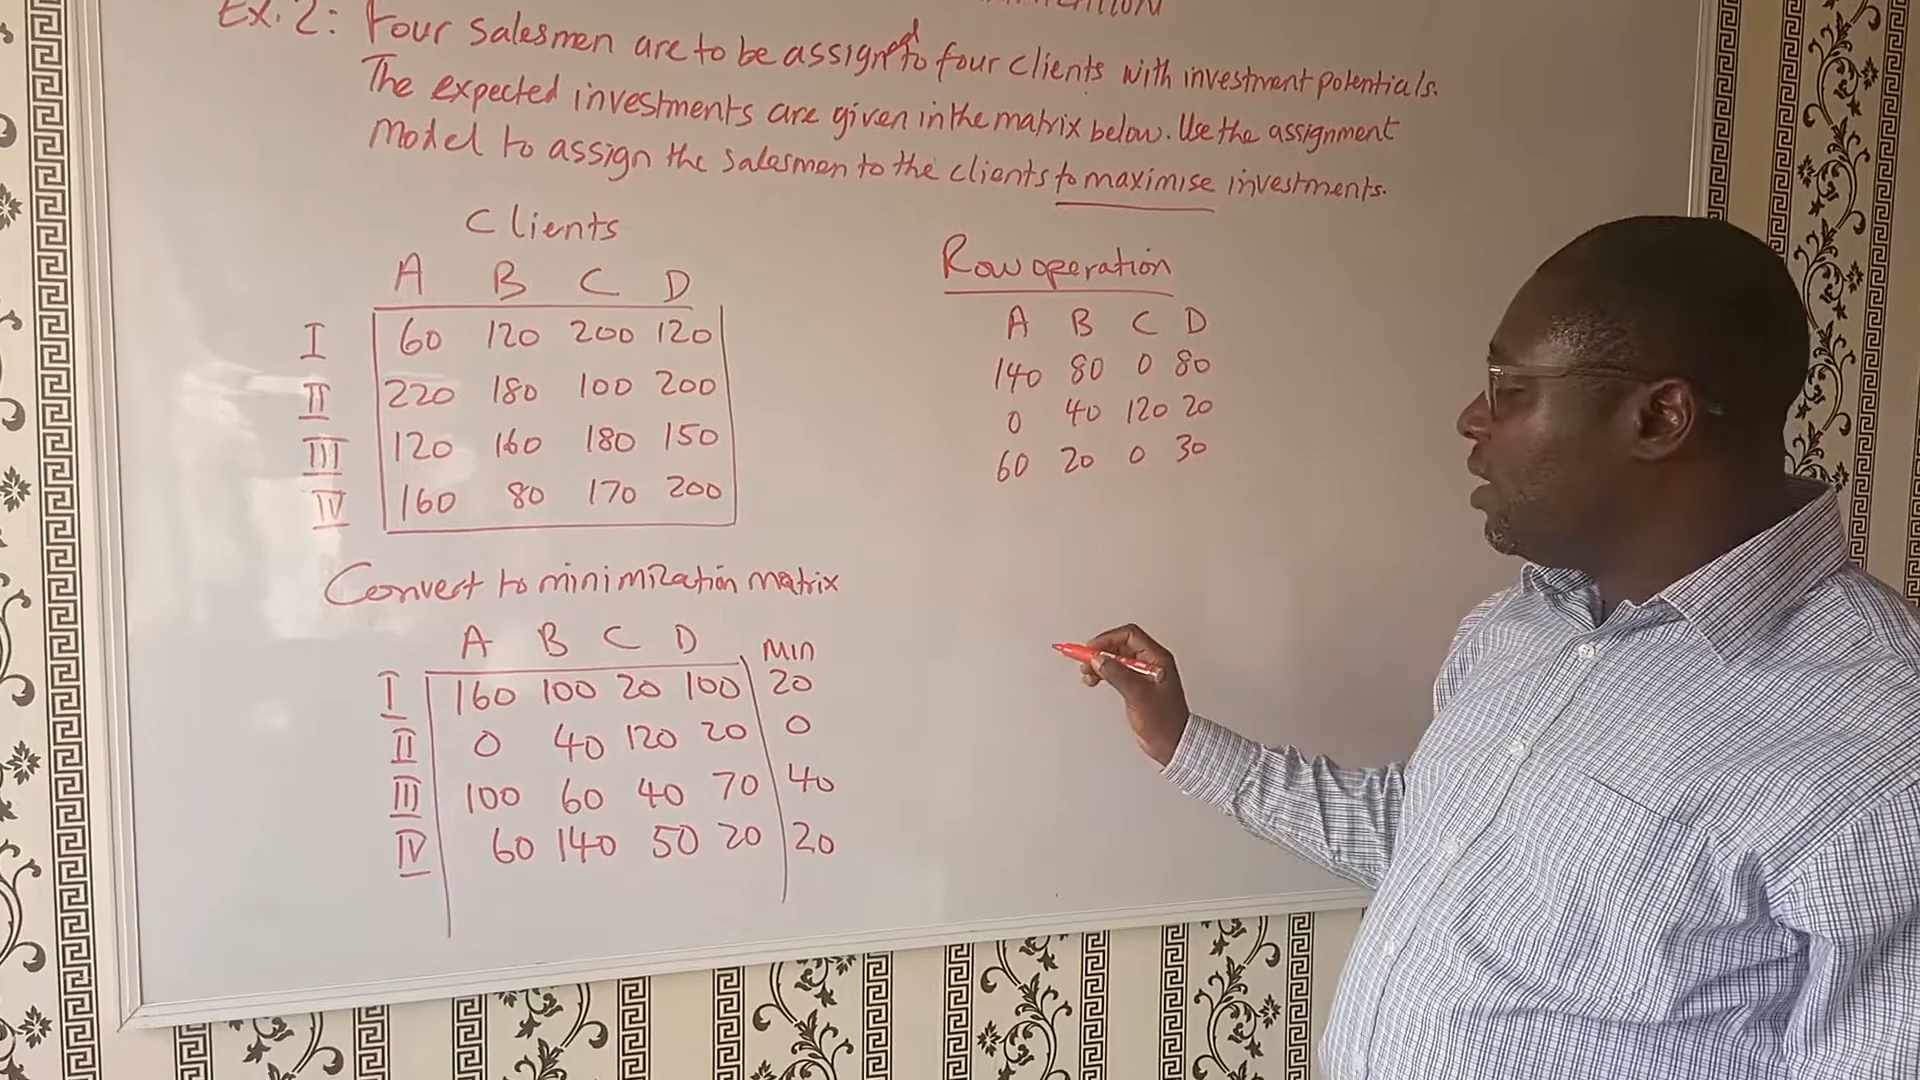 Ex. 2: Four salesmen are to be assigned to four clients with investment potentials.
The expected investments are given in the matrix below. Use the assignment
Model to assign the salesmen to the clients to maximise investments.
Clients
A B C D
I 60 120 200 120
II 220 180 100 200
III 120 160 180 150
IV 160 80 170 200
Convert to minimization matrix
A B C D Min
I 160 100 20 100 20
II 0 40 120 20 0
III 100 60 40 70 40
IV 60 140 50 20 20
Row operation
A B C D
140 80 0 80
0 40 120 20
60 20 0 30